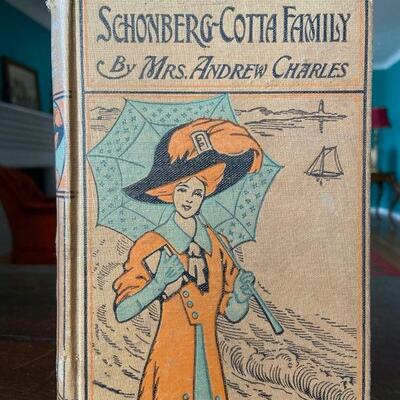 SCHONBERG-COTTA FAMILY
BY MRS. ANDREW CHARLES